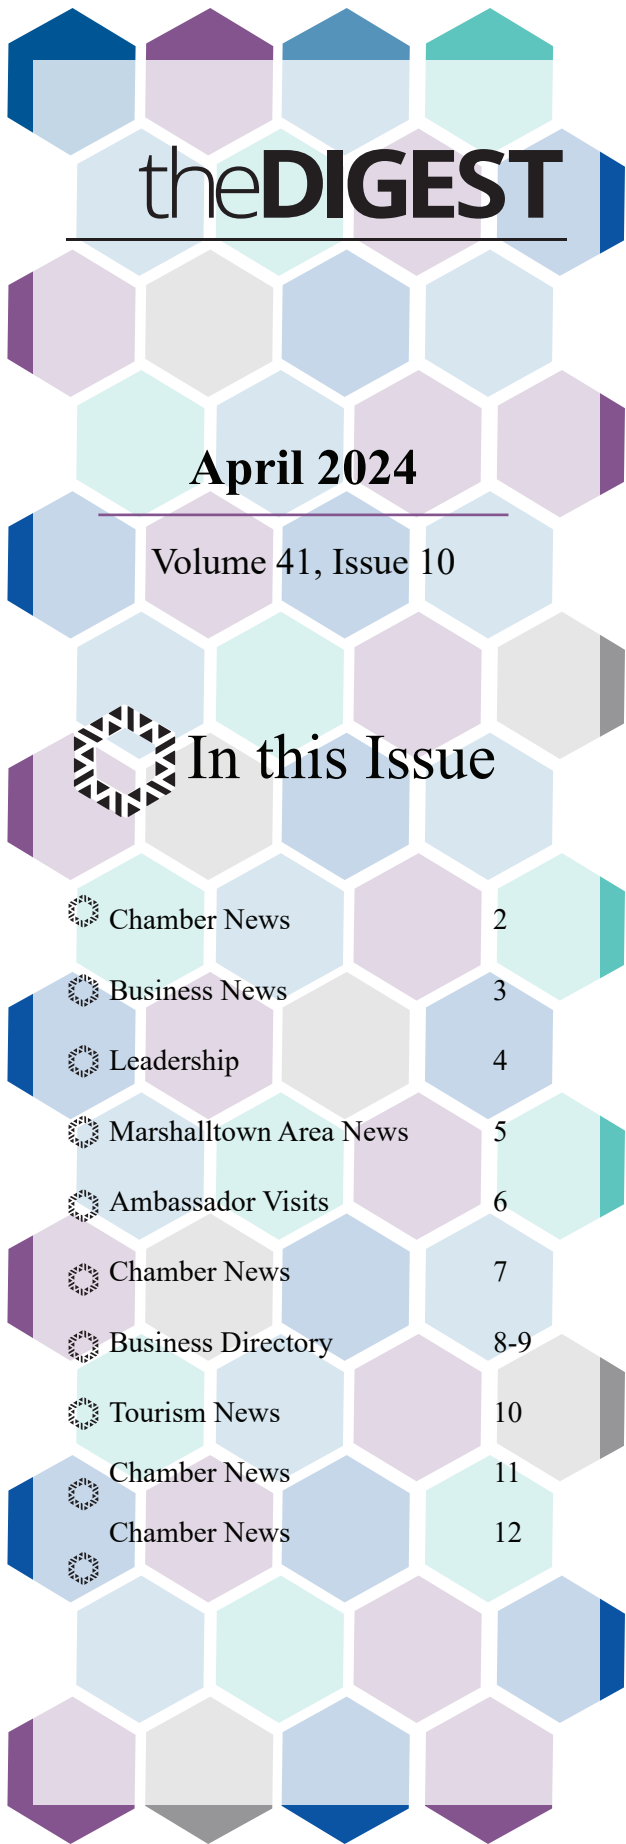 theDIGEST
April 2024
Volume 41, Issue 10
In this Issue
Chamber News 2
Business News 3
Leadership 4
Marshalltown Area News 5
Ambassador Visits 6
Chamber News 7
Business Directory 8-9
Tourism News 10
Chamber News 11
Chamber News 12